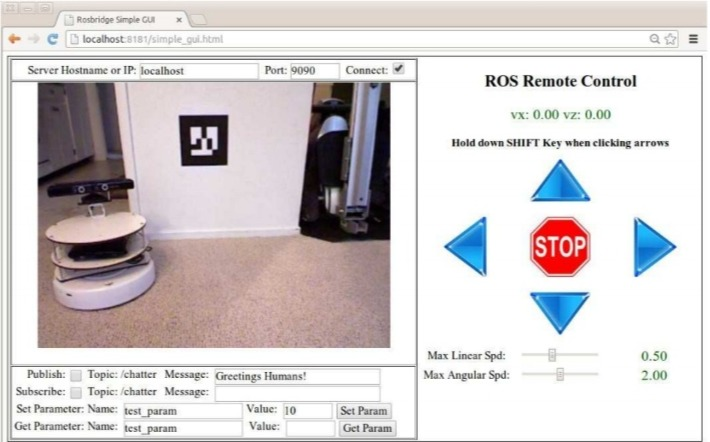 Rosbridge Simple GUI
localhost:8181/simple_gui.html
Server Hostname or IP: localhost Port: 9090 Connect:
ROS Remote Control
vx: 0.00 vz: 0.00
Hold down SHIFT Key when clicking arrows
STOP
Max Linear Spd: 0.50
Max Angular Spd: 2.00
Publish: Topic: /chatter Message: Greetings Humans!
Subscribe: Topic: /chatter Message:
Set Parameter: Name: test_param Value: 10 Set Param
Get Parameter: Name: test_param Value: Get Param